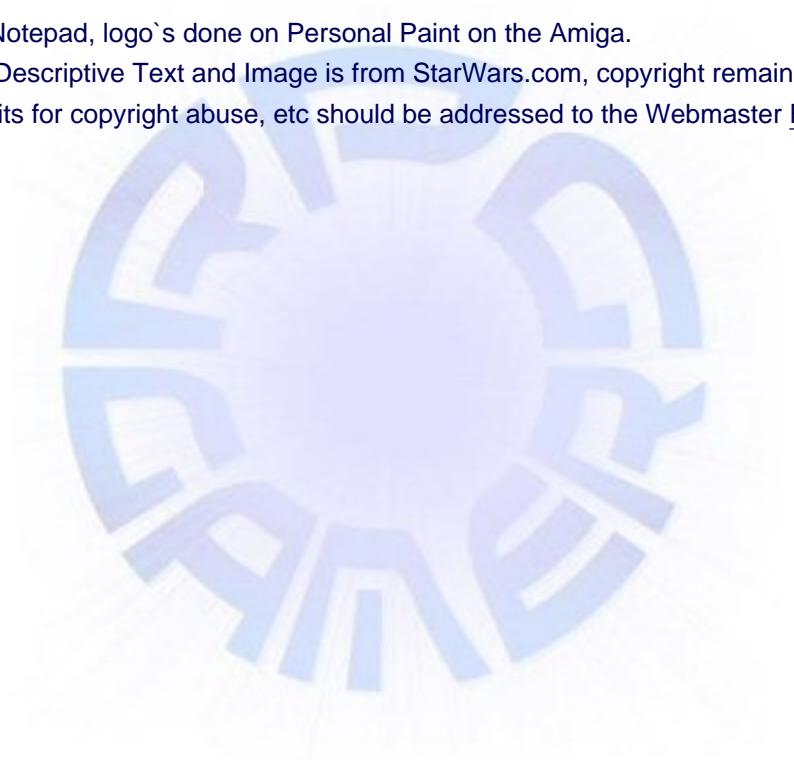 Notepad, logo`s done on Personal Paint on the Amiga.
Descriptive Text and Image is from StarWars.com, copyright remain
its for copyright abuse, etc should be addressed to the Webmaster